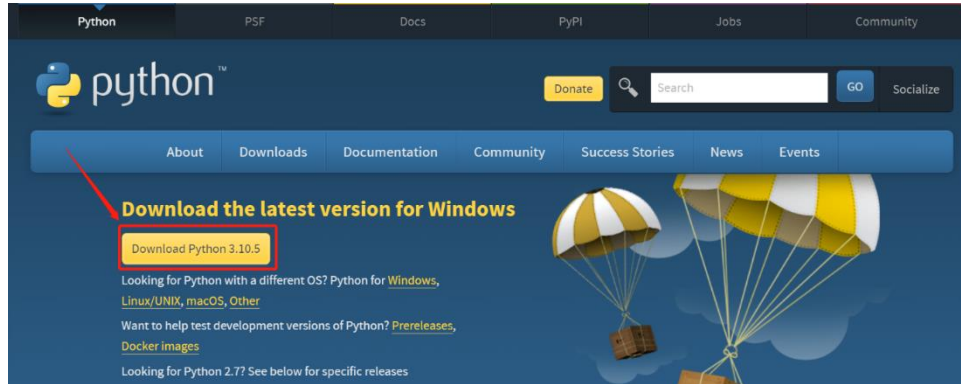 Python PSF Docs PyPI Jobs Community
python™ Donate Search GO Socialize
About Downloads Documentation Community Success Stories News Events
Download the latest version for Windows
Download Python 3.10.5
Looking for Python with a different OS? Python for Windows,
Linux/UNIX, macOS, Other
Want to help test development versions of Python? Prereleases,
Docker images
Looking for Python 2.7? See below for specific releases